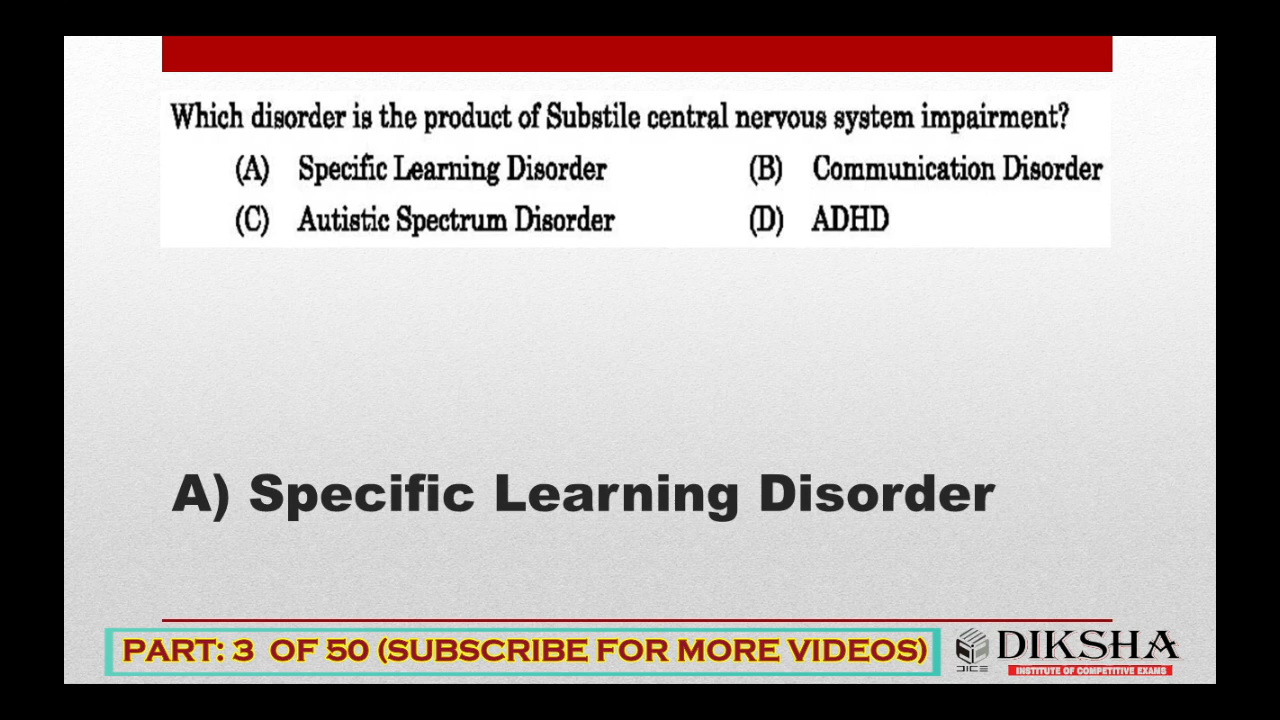 Which disorder is the product of Substile central nervous system impairment?
(A) Specific Learning Disorder (B) Communication Disorder
(C) Autistic Spectrum Disorder (D) ADHD
A) Specific Learning Disorder
PART: 3 OF 50 (SUBSCRIBE FOR MORE VIDEOS)
DICE
DIKSHA
INSTITUTE OF COMPETITIVE EXAMS